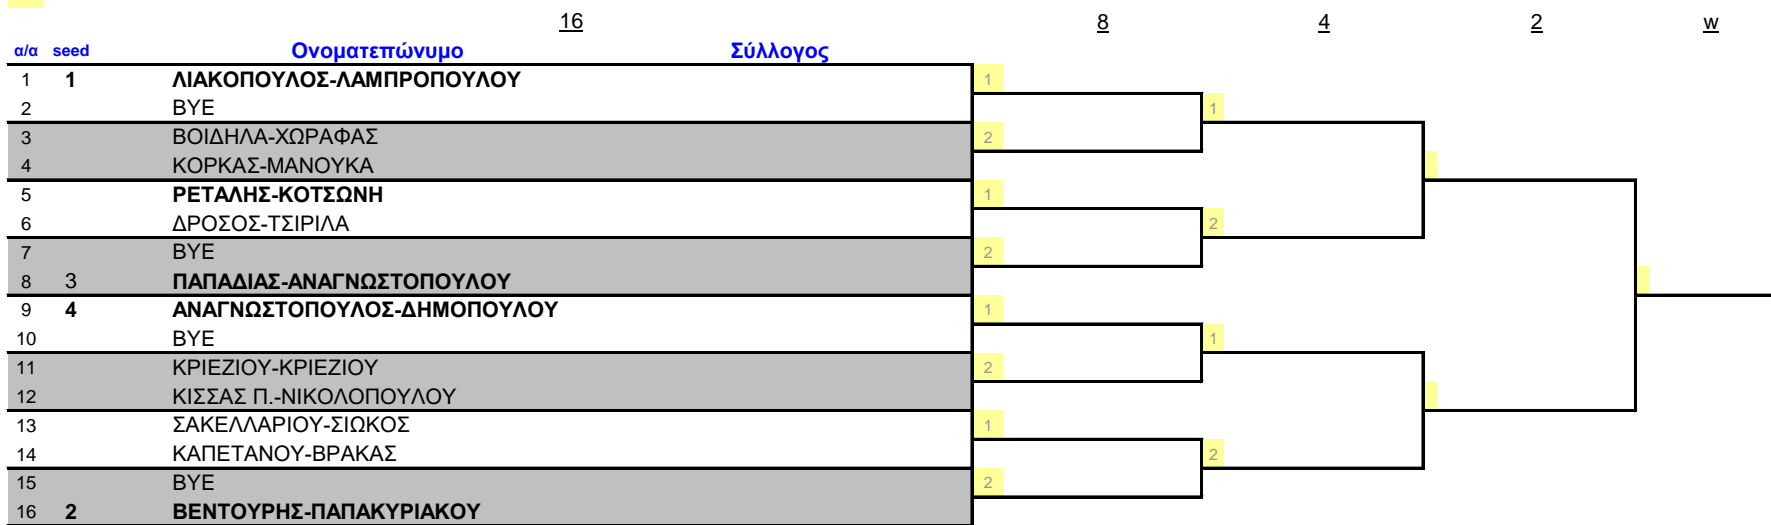 16 8 4 2 w
α/α seed Ονοματεπώνυμο Σύλλογος
1 1 ΛΙΑΚΟΠΟΥΛΟΣ-ΛΑΜΠΡΟΠΟΥΛΟΥ 1
2 BYE 1
3 ΒΟΙΔΗΛΑ-ΧΩΡΑΦΑΣ 2
4 ΚΟΡΚΑΣ-ΜΑΝΟΥΚΑ
5 ΡΕΤΑΛΗΣ-ΚΟΤΣΩΝΗ 1
6 ΔΡΟΣΟΣ-ΤΣΙΡΙΛΑ 2
7 BYE 2
8 3 ΠΑΠΑΔΙΑΣ-ΑΝΑΓΝΩΣΤΟΠΟΥΛΟΥ
9 4 ΑΝΑΓΝΩΣΤΟΠΟΥΛΟΣ-ΔΗΜΟΠΟΥΛΟΥ 1
10 BYE 1
11 ΚΡΙΕΖΙΟΥ-ΚΡΙΕΖΙΟΥ 2
12 ΚΙΣΣΑΣ Π.-ΝΙΚΟΛΟΠΟΥΛΟΥ
13 ΣΑΚΕΛΛΑΡΙΟΥ-ΣΙΩΚΟΣ 1
14 ΚΑΠΕΤΑΝΟΥ-ΒΡΑΚΑΣ 2
15 BYE 2
16 2 ΒΕΝΤΟΥΡΗΣ-ΠΑΠΑΚΥΡΙΑΚΟΥ